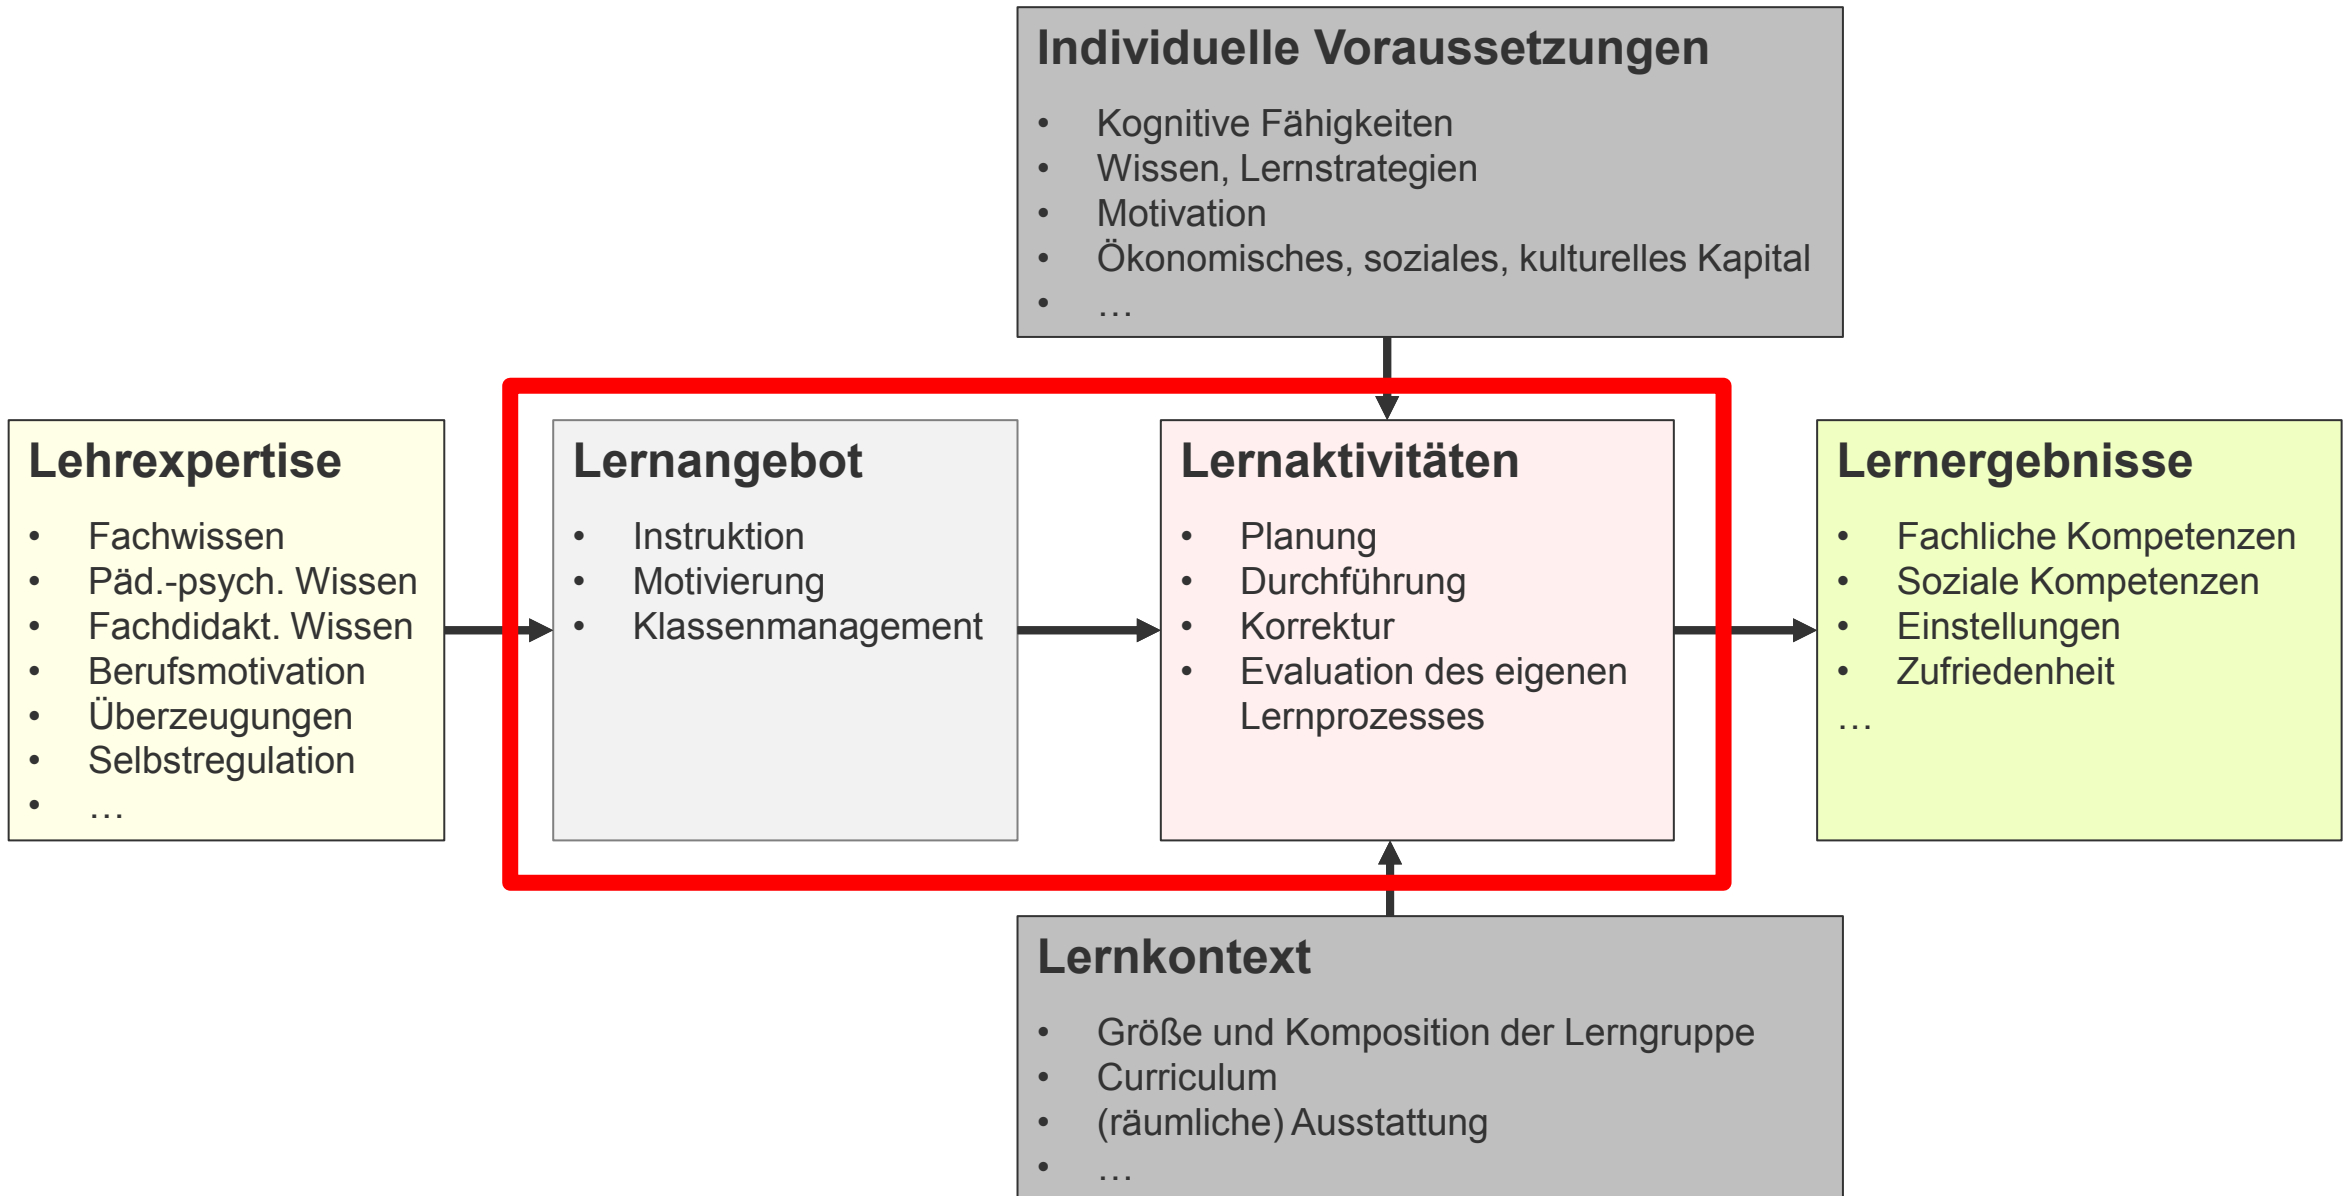 Individuelle Voraussetzungen
• Kognitive Fähigkeiten
• Wissen, Lernstrategien
• Motivation
• Ökonomisches, soziales, kulturelles Kapital
• …
Lehrexpertise
• Fachwissen
• Päd.-psych. Wissen
• Fachdidakt. Wissen
• Berufsmotivation
• Überzeugungen
• Selbstregulation
• …
Lernangebot
• Instruktion
• Motivierung
• Klassenmanagement
Lernaktivitäten
• Planung
• Durchführung
• Korrektur
• Evaluation des eigenen
Lernprozesses
Lernergebnisse
• Fachliche Kompetenzen
• Soziale Kompetenzen
• Einstellungen
• Zufriedenheit
…
Lernkontext
• Größe und Komposition der Lerngruppe
• Curriculum
• (räumliche) Ausstattung
• …